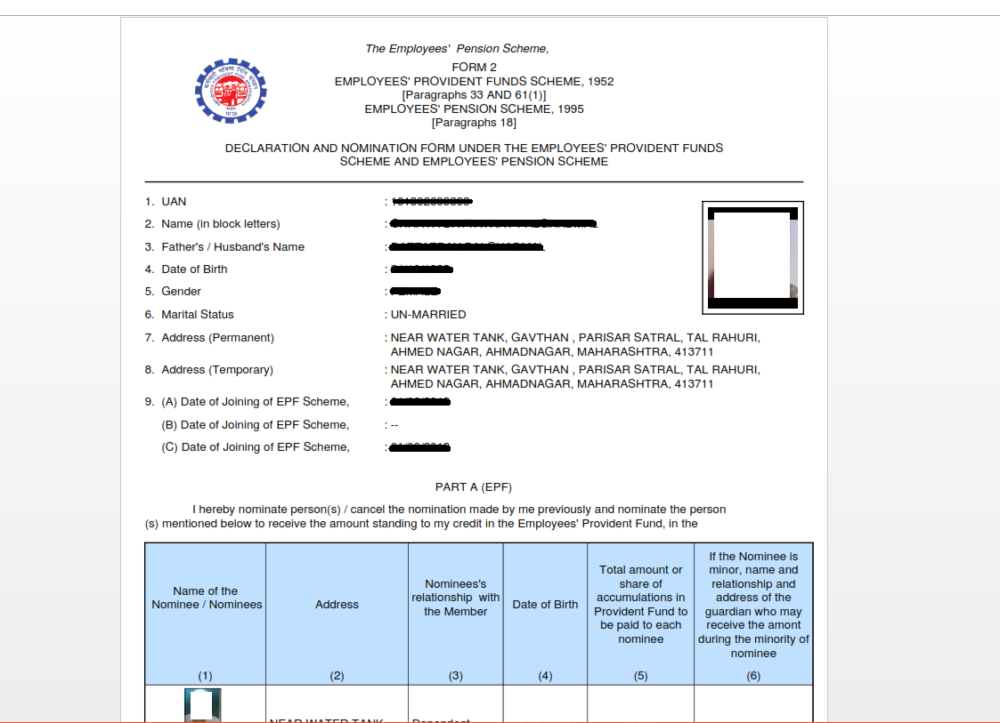 The Employees' Pension Scheme,
FORM 2
EMPLOYEES' PROVIDENT FUNDS SCHEME, 1952
[Paragraphs 33 AND 61(1)]
EMPLOYEES' PENSION SCHEME, 1995
[Paragraphs 18]
DECLARATION AND NOMINATION FORM UNDER THE EMPLOYEES' PROVIDENT FUNDS
SCHEME AND EMPLOYEES' PENSION SCHEME
1. UAN :
2. Name (in block letters) :
3. Father's / Husband's Name :
4. Date of Birth :
5. Gender :
6. Marital Status : UN-MARRIED
7. Address (Permanent) : NEAR WATER TANK, GAVTHAN , PARISAR SATRAL, TAL RAHURI,
AHMED NAGAR, AHMADNAGAR, MAHARASHTRA, 413711
8. Address (Temporary) : NEAR WATER TANK, GAVTHAN , PARISAR SATRAL, TAL RAHURI,
AHMED NAGAR, AHMADNAGAR, MAHARASHTRA, 413711
9. (A) Date of Joining of EPF Scheme, :
(B) Date of Joining of EPF Scheme, : --
(C) Date of Joining of EPF Scheme, :
PART A (EPF)
I hereby nominate person(s) / cancel the nomination made by me previously and nominate the person
(s) mentioned below to receive the amount standing to my credit in the Employees' Provident Fund, in the
Name of the
Nominee / Nominees
(1)
Address
(2)
Nominees's
relationship with
the Member
(3)
Date of Birth
(4)
Total amount or
share of
accumulations in
Provident Fund to
be paid to each
nominee
(5)
If the Nominee is
minor, name and
relationship and
address of the
guardian who may
receive the amont
during the minority of
nominee
(6)
NEAR WATER TANK
Dependent